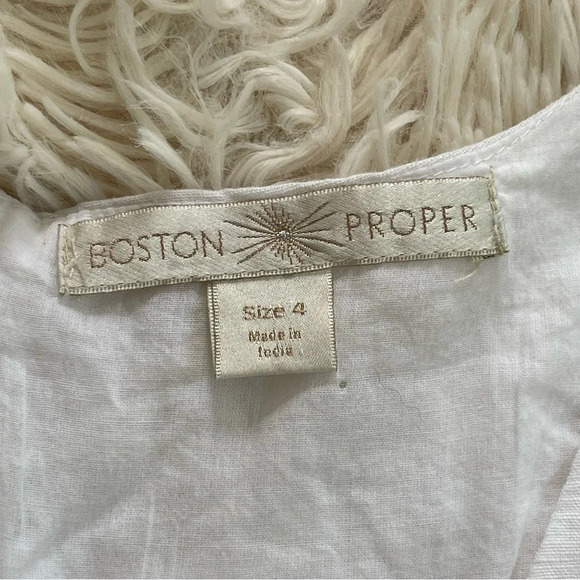 BOSTON PROPER
Size 4
Made in
India